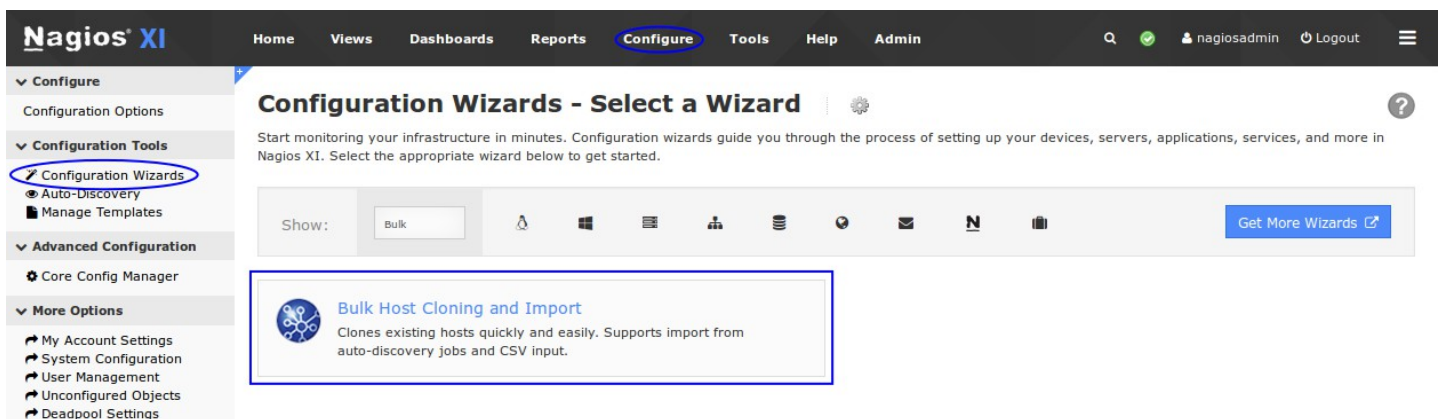 Nagios® XI
Home Views Dashboards Reports Configure Tools Help Admin
nagiosadmin Logout
Configure
Configuration Options
Configuration Tools
Configuration Wizards
Auto-Discovery
Manage Templates
Advanced Configuration
Core Config Manager
More Options
My Account Settings
System Configuration
User Management
Unconfigured Objects
Deadpool Settings
+
Configuration Wizards - Select a Wizard
?
Start monitoring your infrastructure in minutes. Configuration wizards guide you through the process of setting up your devices, servers, applications, services, and more in
Nagios XI. Select the appropriate wizard below to get started.
Show: Bulk N Get More Wizards
Bulk Host Cloning and Import
Clones existing hosts quickly and easily. Supports import from
auto-discovery jobs and CSV input.